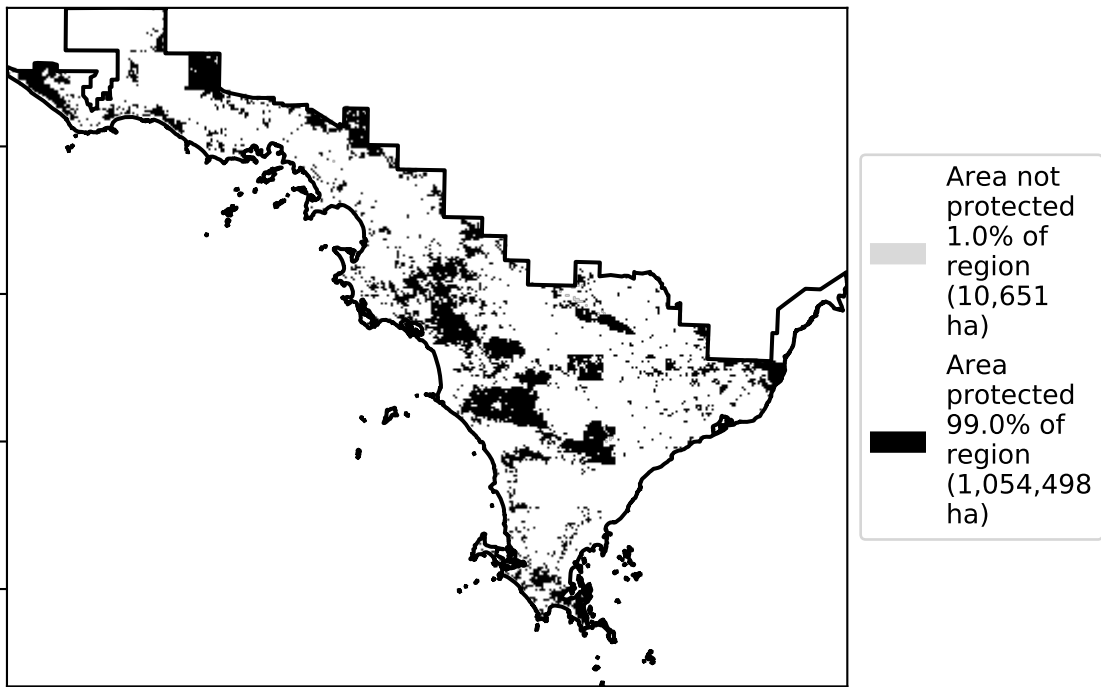 Area not
protected
1.0% of
region
(10,651
ha)
Area
protected
99.0% of
region
(1,054,498
ha)